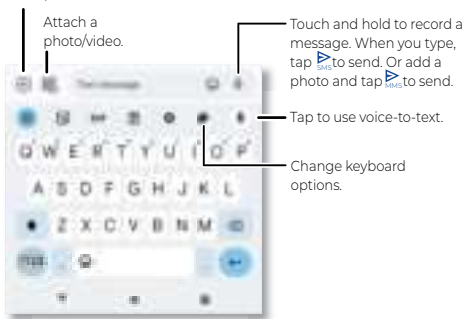 Attach a
photo/video.
Touch and hold to record a
message. When you type,
tap SMS to send. Or add a
photo and tap MMS to send.
Tap to use voice-to-text.
Change keyboard
options.
Text message
Q W E R T Y U I O P
A S D F G H J K L
Z X C V B N M